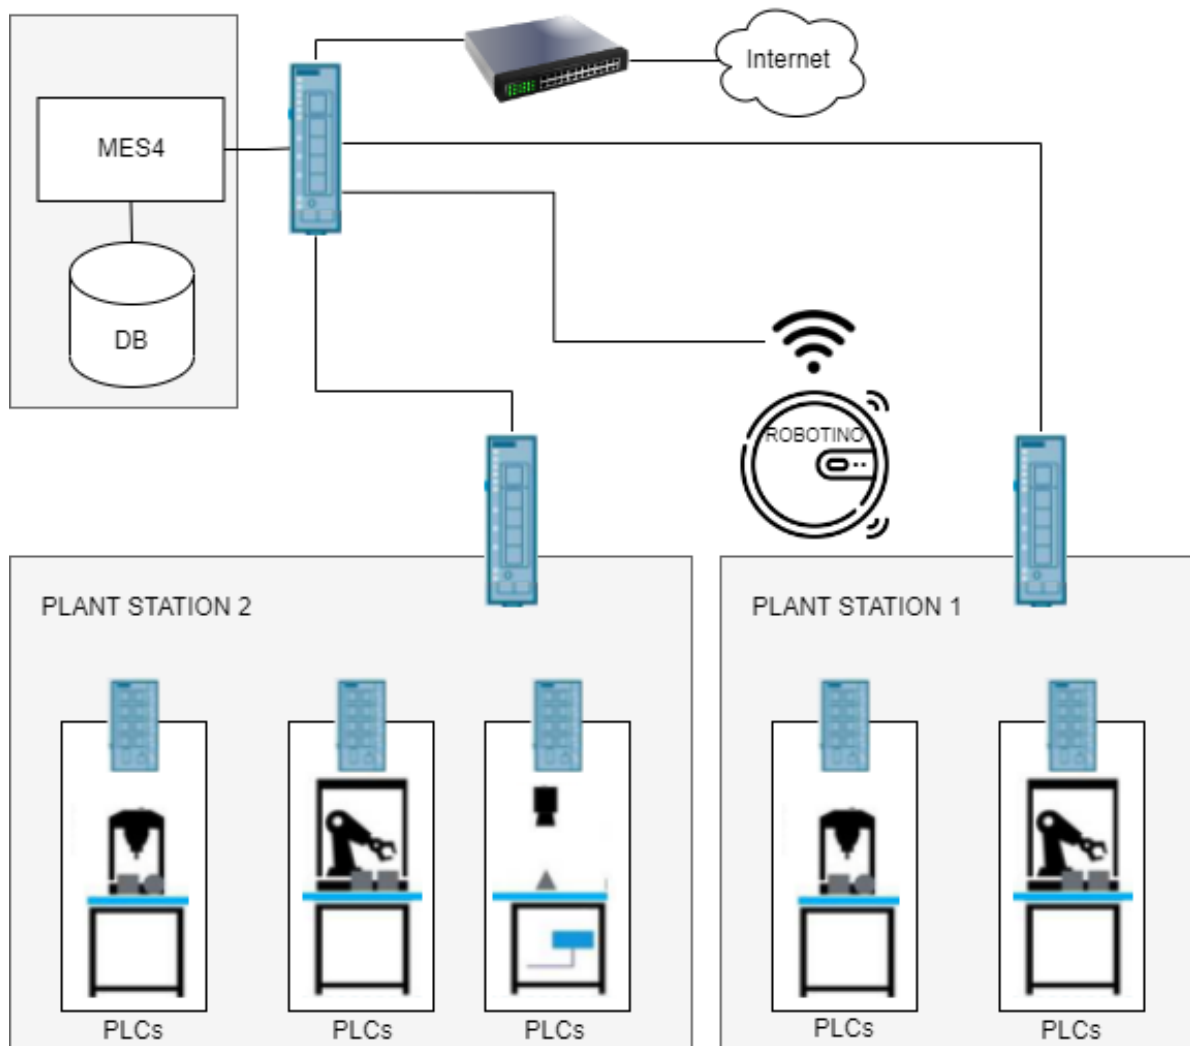 Internet
MES4
DB
ROBOTINO
PLANT STATION 2
PLANT STATION 1
PLCs
PLCs
PLCs
PLCs
PLCs